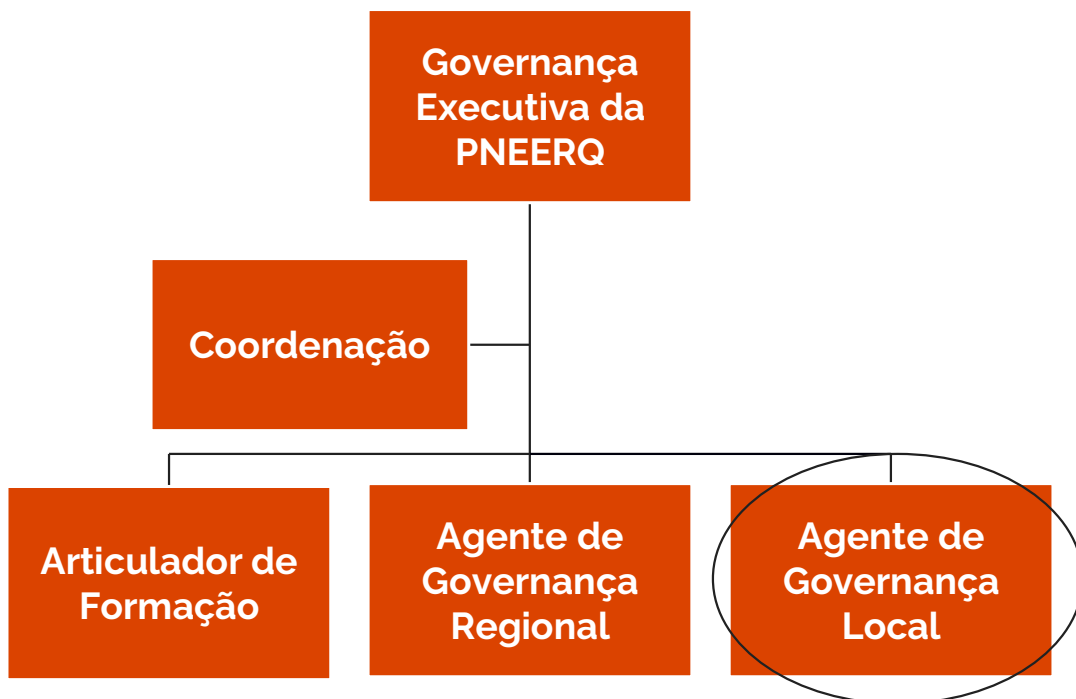 Governança
Executiva da
PNEERQ
Coordenação
Articulador de
Formação
Agente de
Governança
Regional
Agente de
Governança
Local